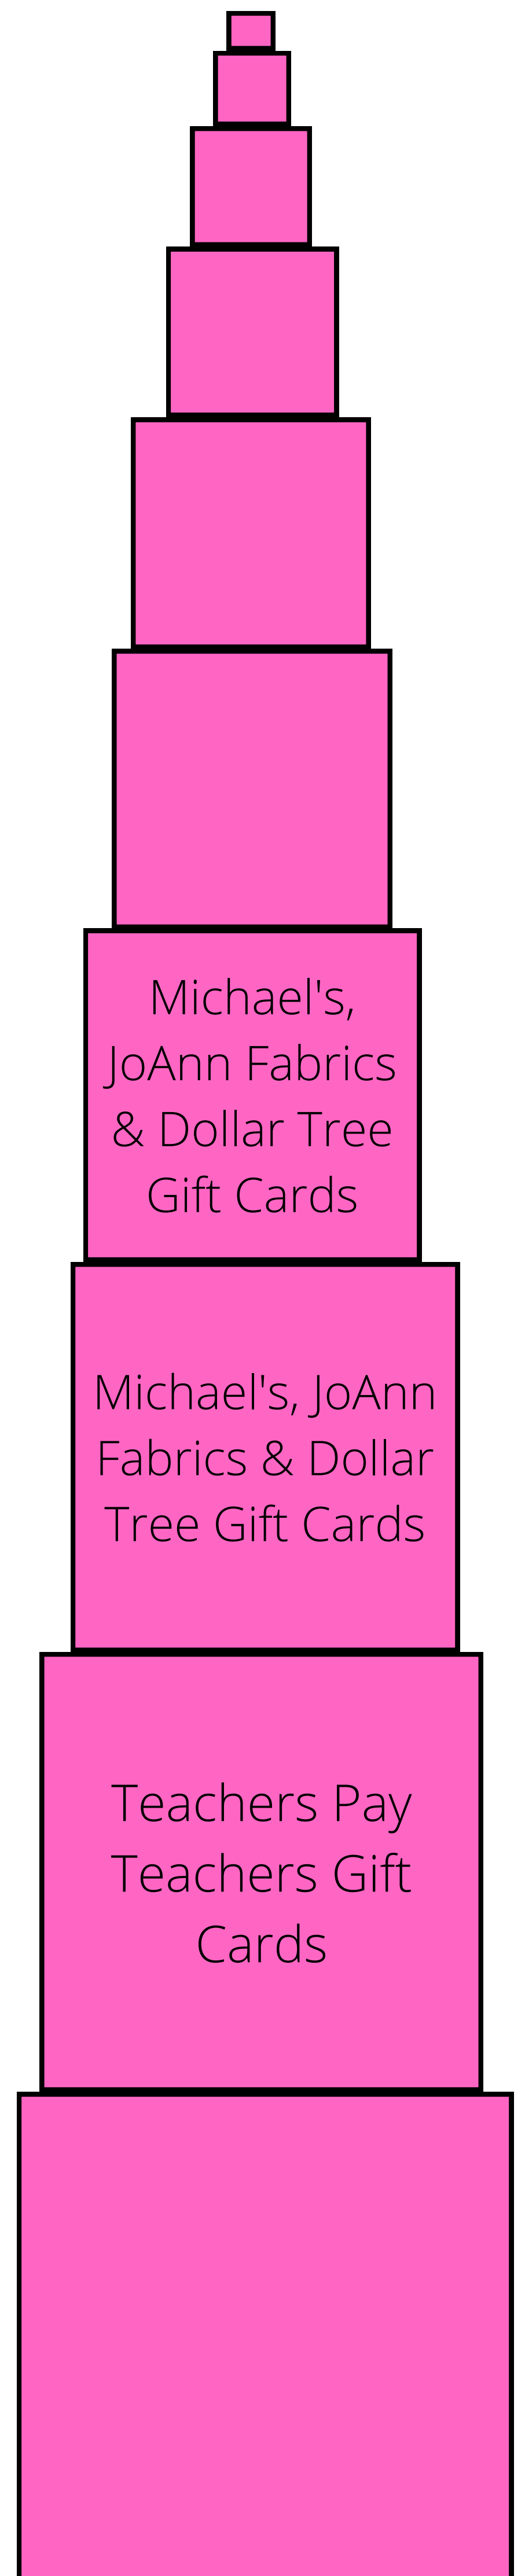 Michael's,
JoAnn Fabrics
& Dollar Tree
Gift Cards
Michael's, JoAnn
Fabrics & Dollar
Tree Gift Cards
Teachers Pay
Teachers Gift
Cards